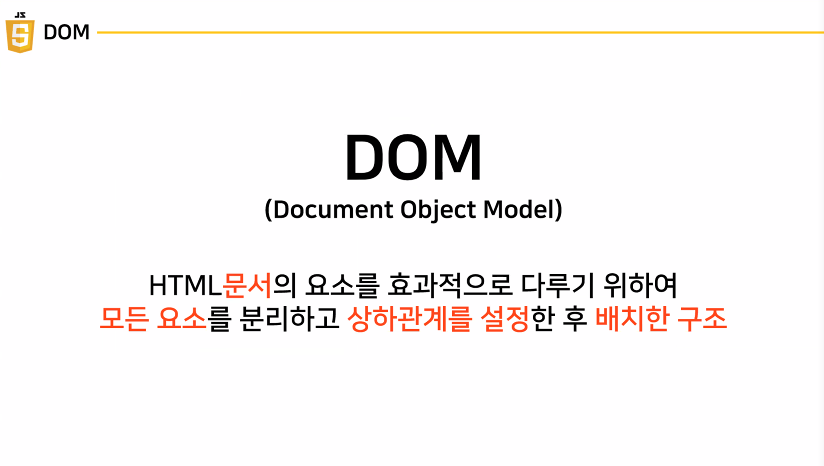 JS
DOM
DOM
(Document Object Model)
HTML문서의 요소를 효과적으로 다루기 위하여
모든 요소를 분리하고 상하관계를 설정한 후 배치한 구조